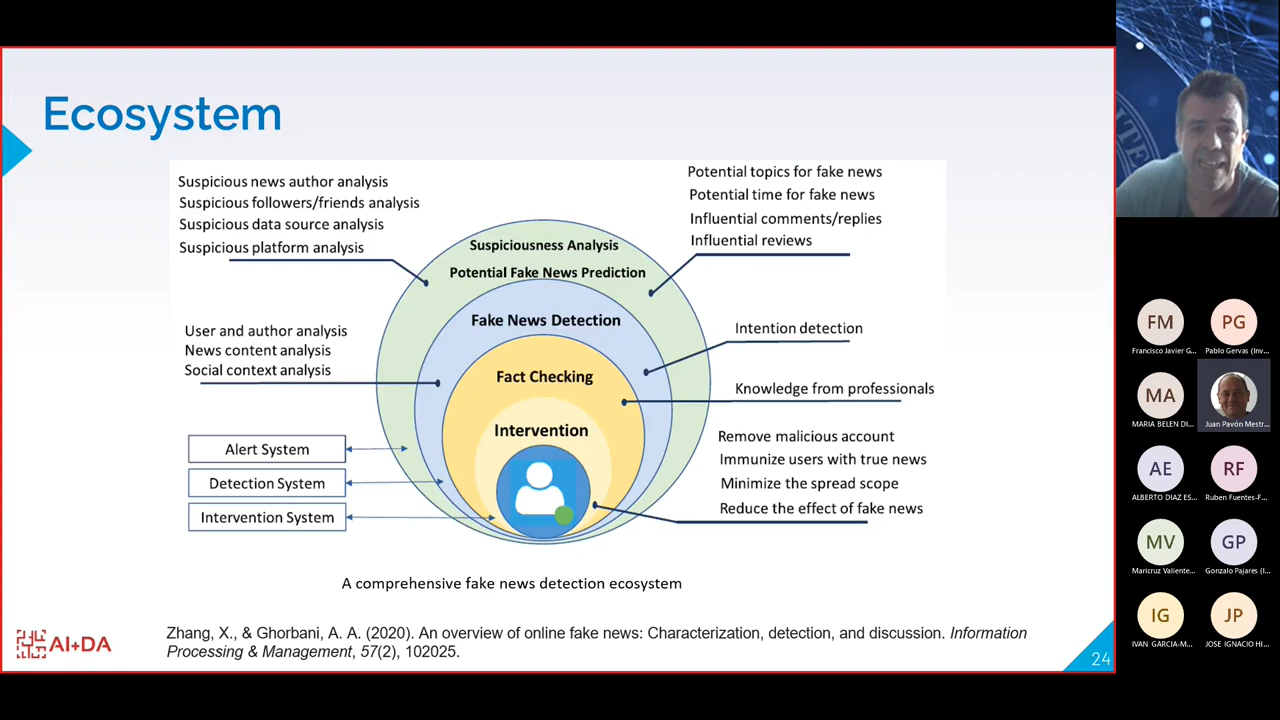 Ecosystem
Suspicious news author analysis
Suspicious followers/friends analysis
Suspicious data source analysis
Suspicious platform analysis
Potential topics for fake news
Potential time for fake news
Influential comments/replies
Influential reviews
Suspiciousness Analysis
Potential Fake News Prediction
Fake News Detection
User and author analysis
News content analysis
Social context analysis
Intention detection
Fact Checking
Knowledge from professionals
Intervention
Alert System
Detection System
Intervention System
Remove malicious account
Immunize users with true news
Minimize the spread scope
Reduce the effect of fake news
A comprehensive fake news detection ecosystem
Zhang, X., & Ghorbani, A. A. (2020). An overview of online fake news: Characterization, detection, and discussion. Information
Processing & Management, 57(2), 102025.
AI+DA
24
FM
PG
Francisco Javier G...
Pablo Gervas (Inv...
MA
MARIA BELEN DI...
Juan Pavón Mestr...
AE
RF
ALBERTO DIAZ ES...
Ruben Fuentes-F...
MV
GP
Maricruz Valiente...
Gonzalo Pajares (I...
IG
JP
IVAN GARCIA-M...
JOSE IGNACIO HI...